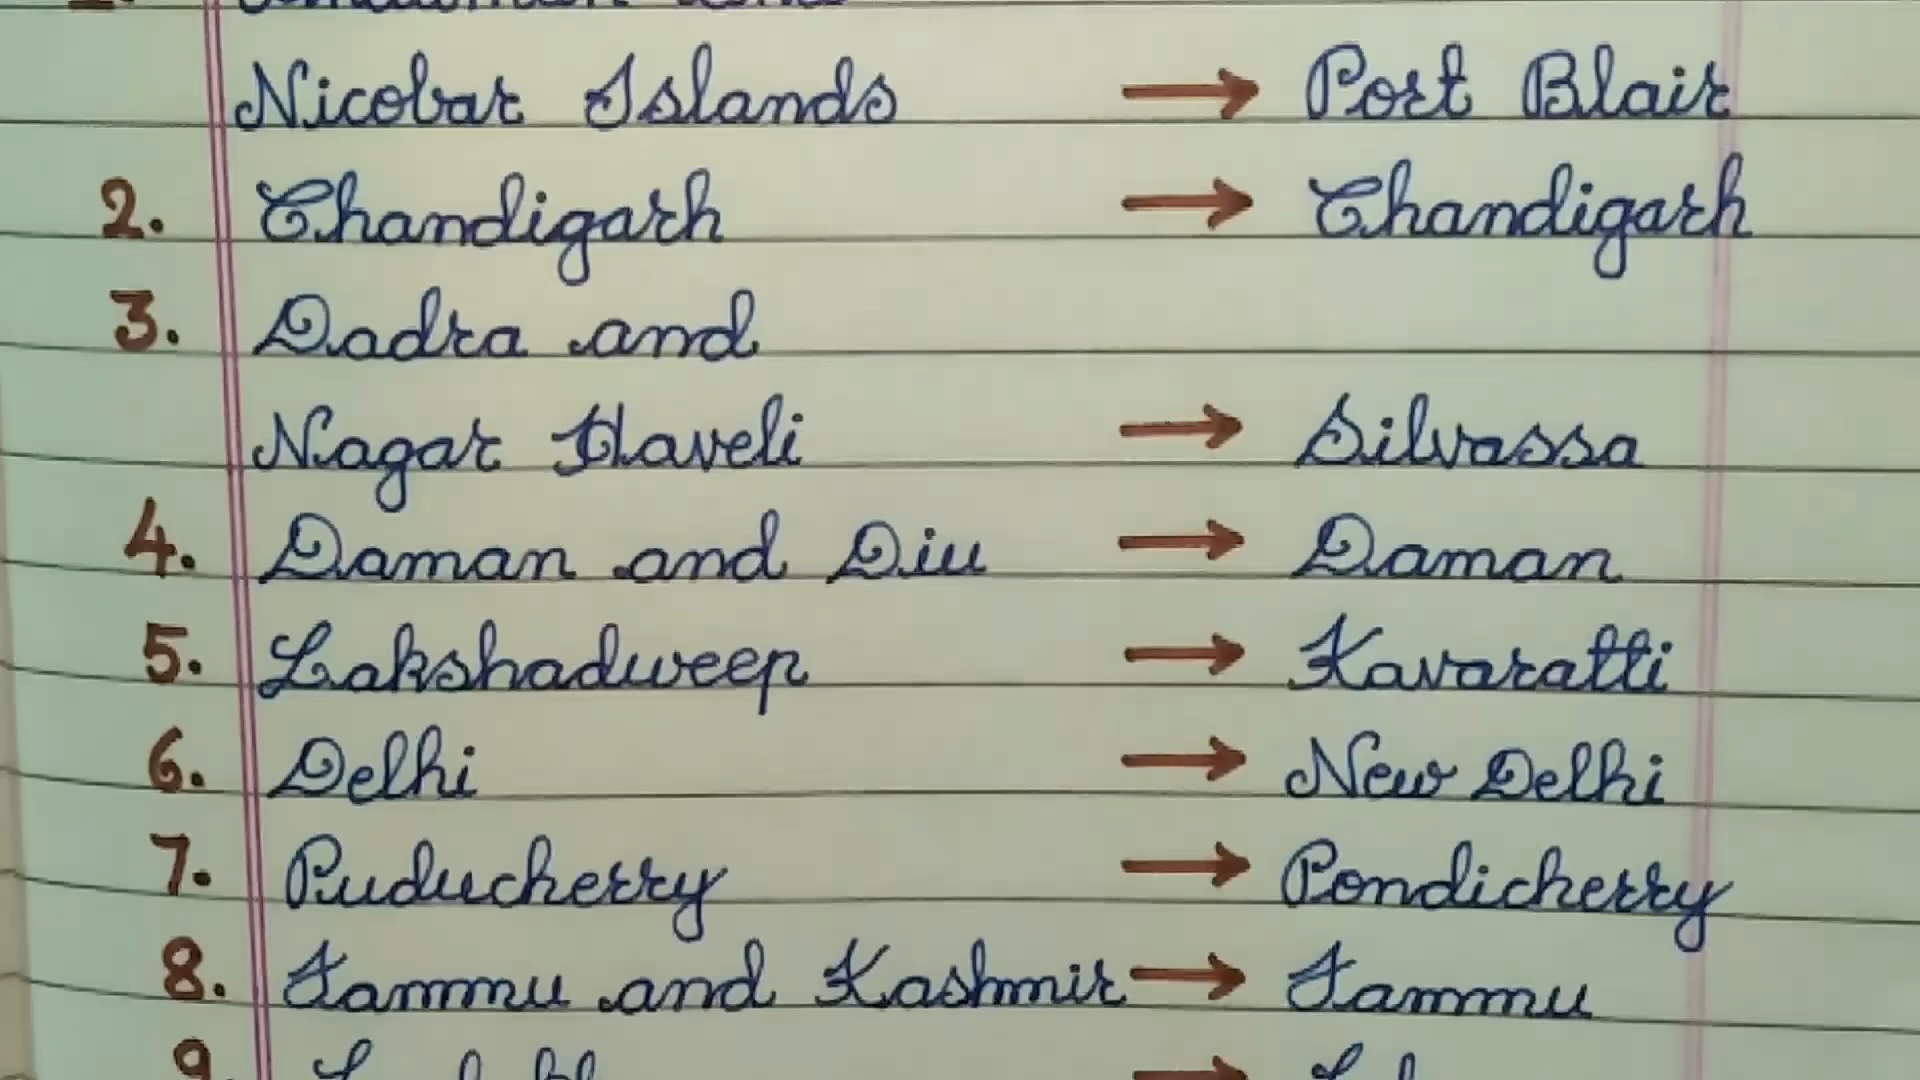 Nicobar Islands → Port Blair
2. Chandigarh → Chandigarh
3. Dadra and
Nagar Haveli → Silvassa
4. Daman and Diu → Daman
5. Lakshadweep → Kavaratti
6. Delhi → New Delhi
7. Puducherry → Pondicherry
8. Jammu and Kashmir → Jammu
9. →